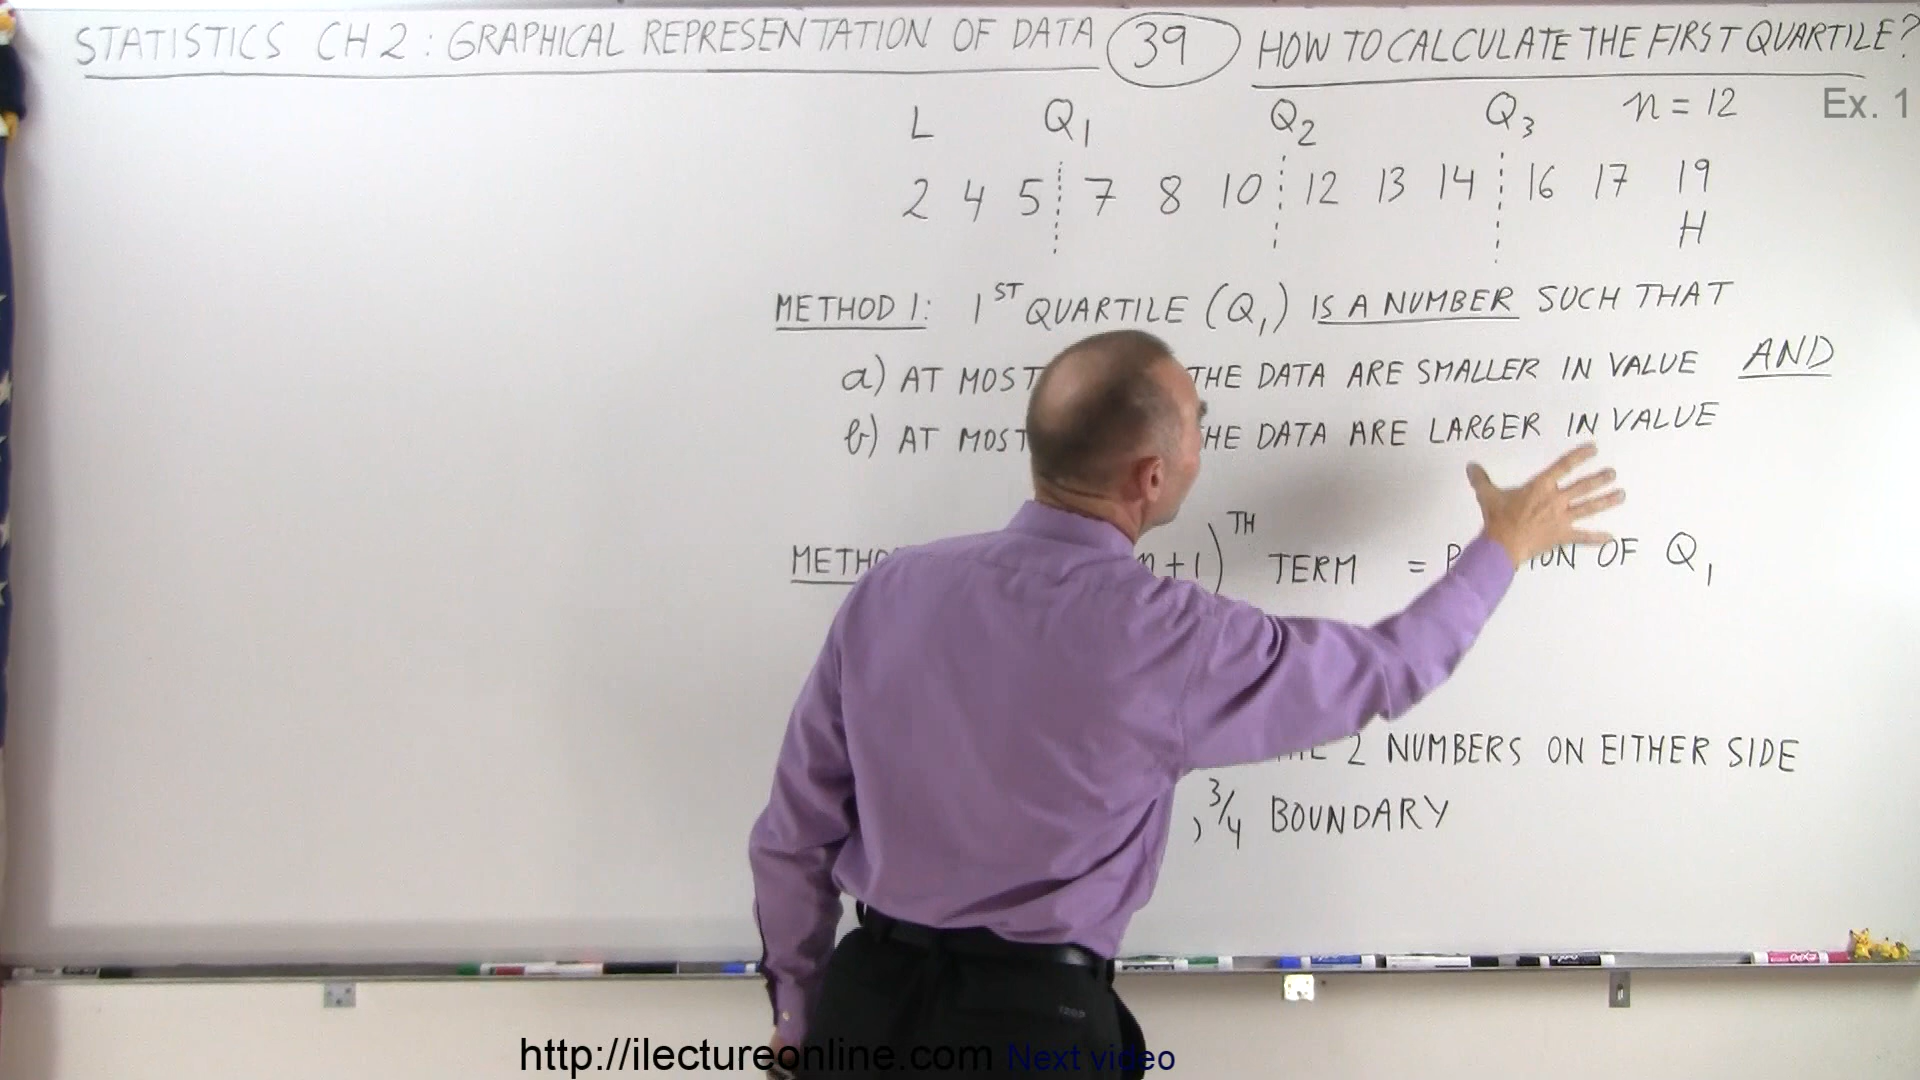 STATISTICS CH 2 : GRAPHICAL REPRESENTATION OF DATA 39 HOW TO CALCULATE THE FIRST QUARTILE?
L Q1 Q2 Q3 n = 12 Ex. 1
2 4 5 7 8 10 12 13 14 16 17 19
H
METHOD 1: 1ST QUARTILE (Q1) IS A NUMBER SUCH THAT
a) AT MOST THE DATA ARE SMALLER IN VALUE AND
b) AT MOST THE DATA ARE LARGER IN VALUE
n+1)TH TERM = OF Q1
2 NUMBERS ON EITHER SIDE
, 3/4 BOUNDARY
http://ilectureonline.com Next video